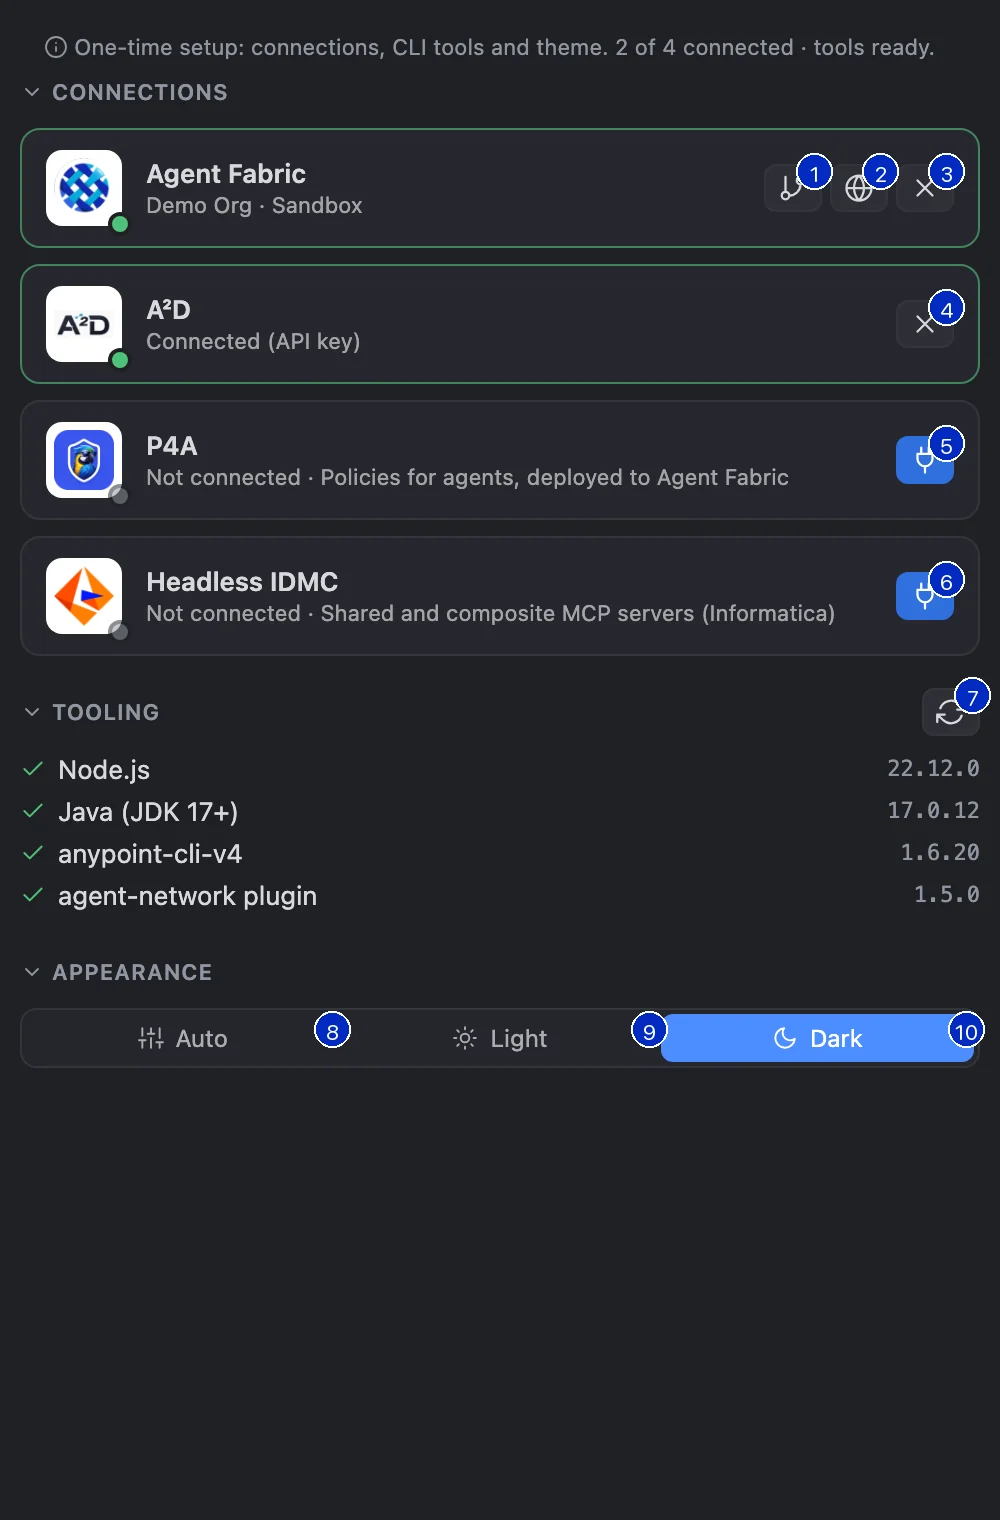 One-time setup: connections, CLI tools and theme. 2 of 4 connected · tools ready.
CONNECTIONS
Agent Fabric
Demo Org · Sandbox
1
2
3
A²D
A²D
Connected (API key)
4
P4A
Not connected · Policies for agents, deployed to Agent Fabric
5
Headless IDMC
Not connected · Shared and composite MCP servers (Informatica)
6
TOOLING
7
Node.js 22.12.0
Java (JDK 17+) 17.0.12
anypoint-cli-v4 1.6.20
agent-network plugin 1.5.0
APPEARANCE
Auto 8 Light 9 Dark 10